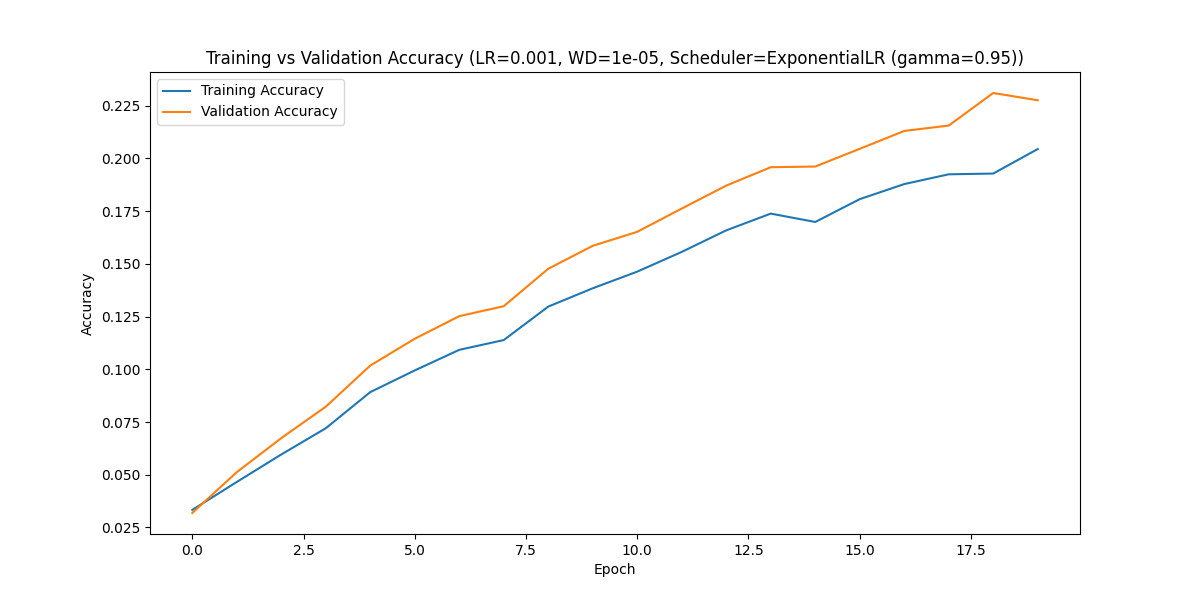 Training vs Validation Accuracy (LR=0.001, WD=1e-05, Scheduler=ExponentialLR (gamma=0.95))
Training Accuracy
Validation Accuracy
0.225
0.200
0.175
0.150
0.125
0.100
0.075
0.050
0.025
Accuracy
0.0 2.5 5.0 7.5 10.0 12.5 15.0 17.5
Epoch